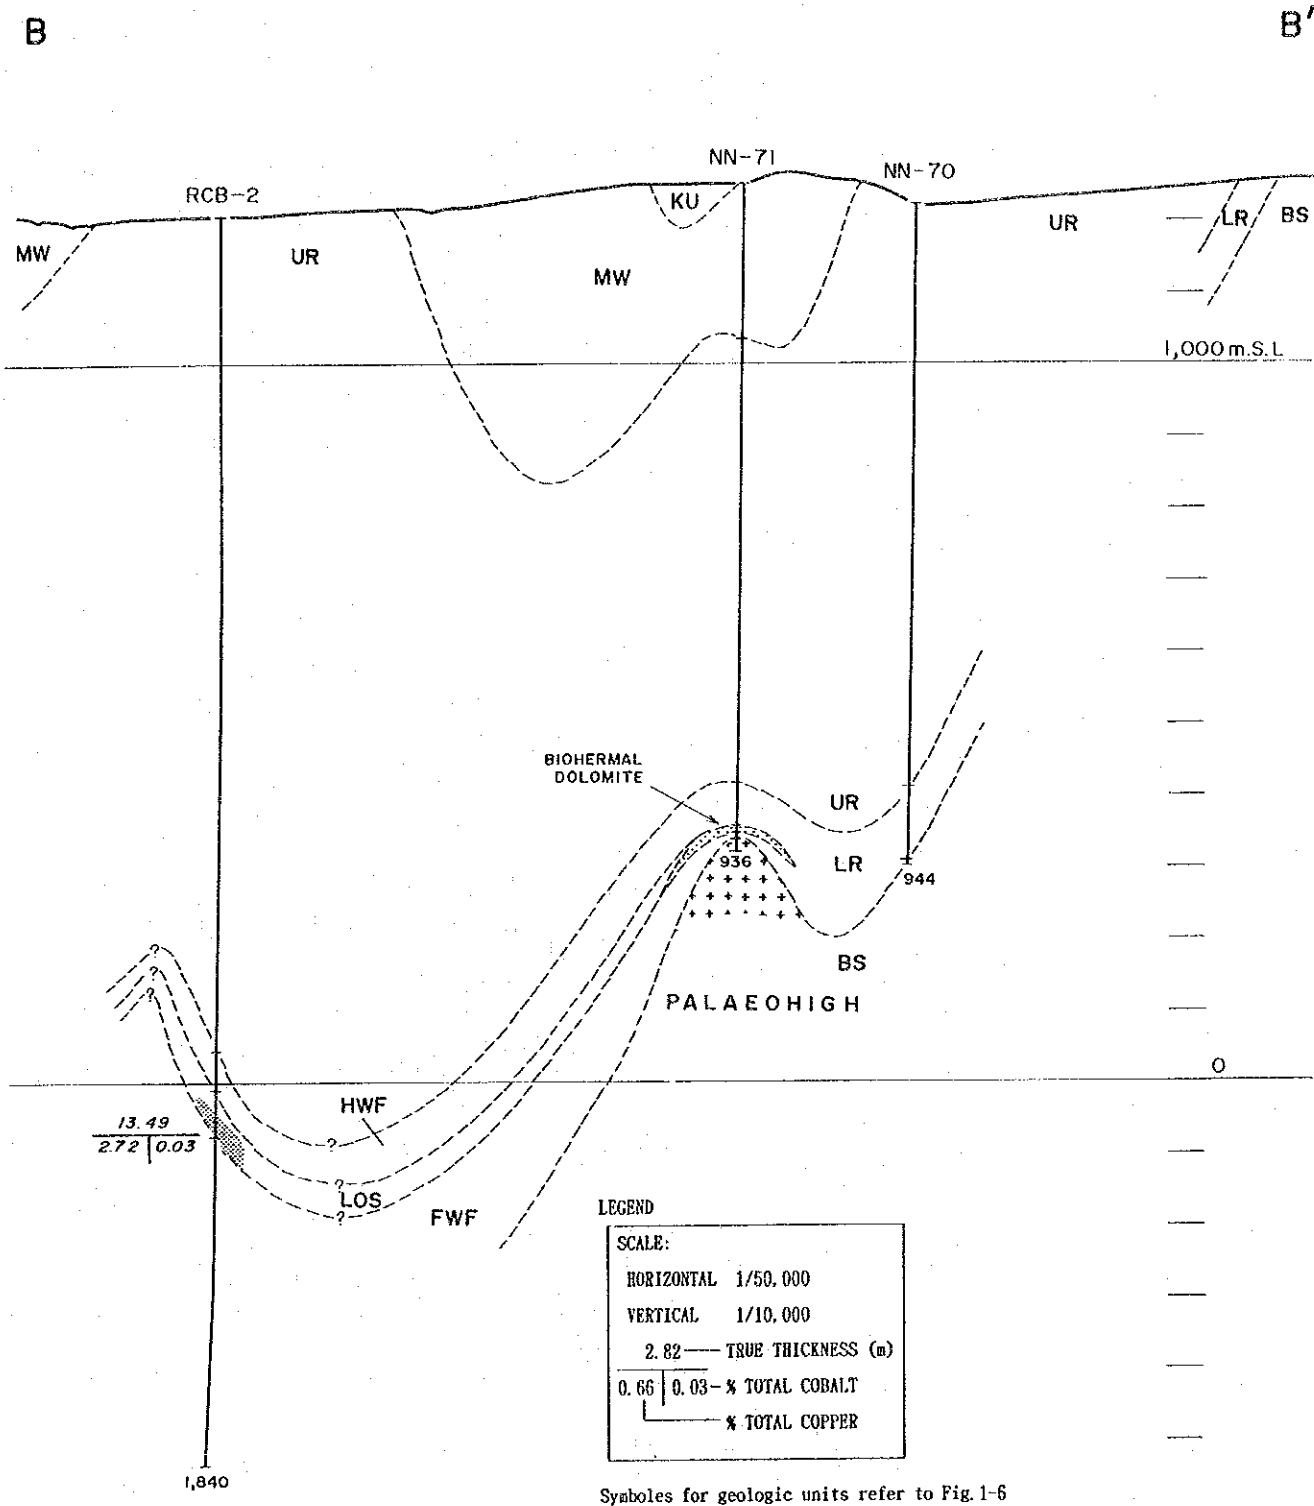 B
B'
NN-71
NN-70
RCB-2
KU
MW
UR
MW
UR
LR
BS
1,000 m.S.L
BIOHERMAL
DOLOMITE
UR
LR
936
944
BS
PALAEOHIGH
?
?
?
0
HWF
13.49
2.72 0.03
?
?
LOS
?
FWF
LEGEND
SCALE:
HORIZONTAL 1/50,000
VERTICAL 1/10,000
2.82 TRUE THICKNESS (m)
0.66 0.03 - % TOTAL COBALT
% TOTAL COPPER
1,840
Symboles for geologic units refer to Fig. 1-6